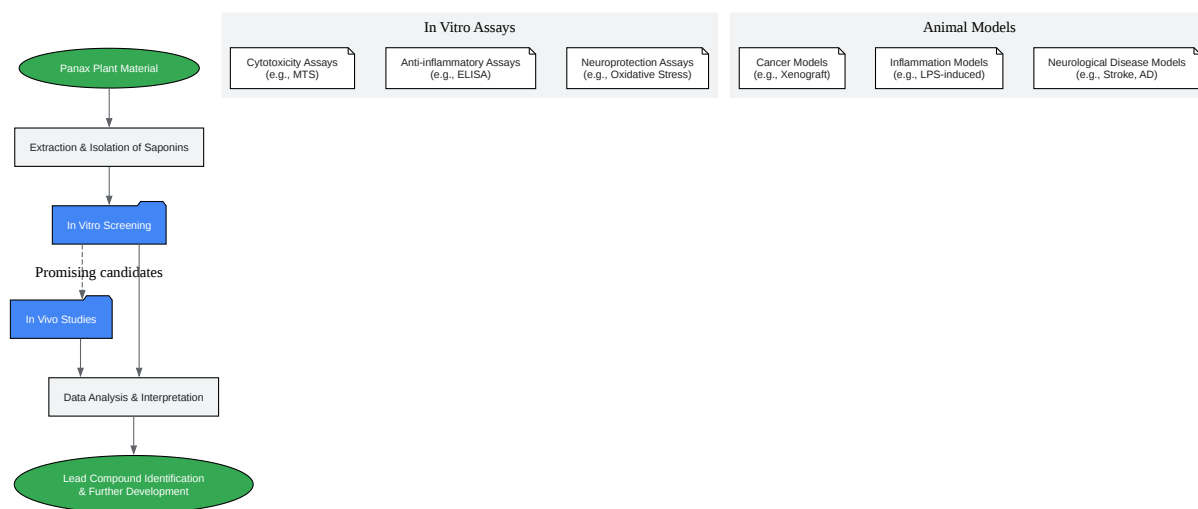 In Vitro Assays
Cytotoxicity Assays
(e.g., MTS)
Anti-inflammatory Assays
(e.g., ELISA)
Neuroprotection Assays
(e.g., Oxidative Stress)
Animal Models
Cancer Models
(e.g., Xenograft)
Inflammation Models
(e.g., LPS-induced)
Neurological Disease Models
(e.g., Stroke, AD)
Panax Plant Material
Extraction & Isolation of Saponins
In Vitro Screening
Promising candidates
In Vivo Studies
Data Analysis & Interpretation
Lead Compound Identification
& Further Development